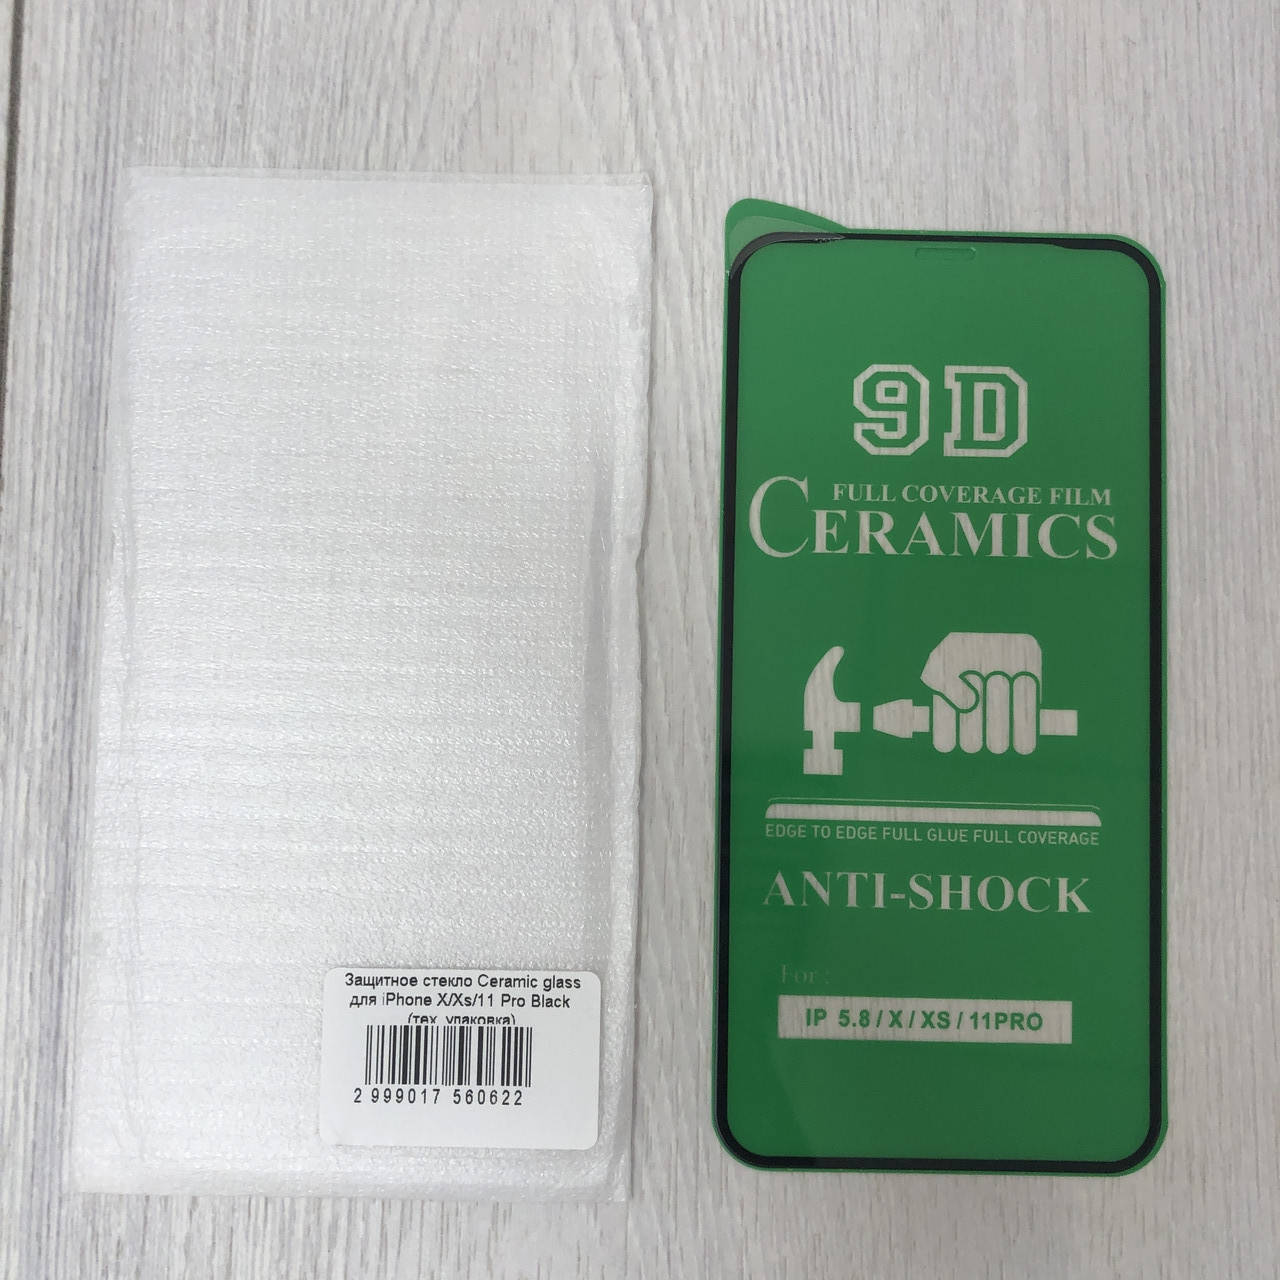 Защитное стекло Ceramic glass
для iPhone X/Xs/11 Pro Black
(тех. упаковка)
2 999017 560622
9D
FULL COVERAGE FILM
CERAMICS
EDGE TO EDGE FULL GLUE FULL COVERAGE
ANTI-SHOCK
For :
IP 5.8 / X / XS / 11PRO